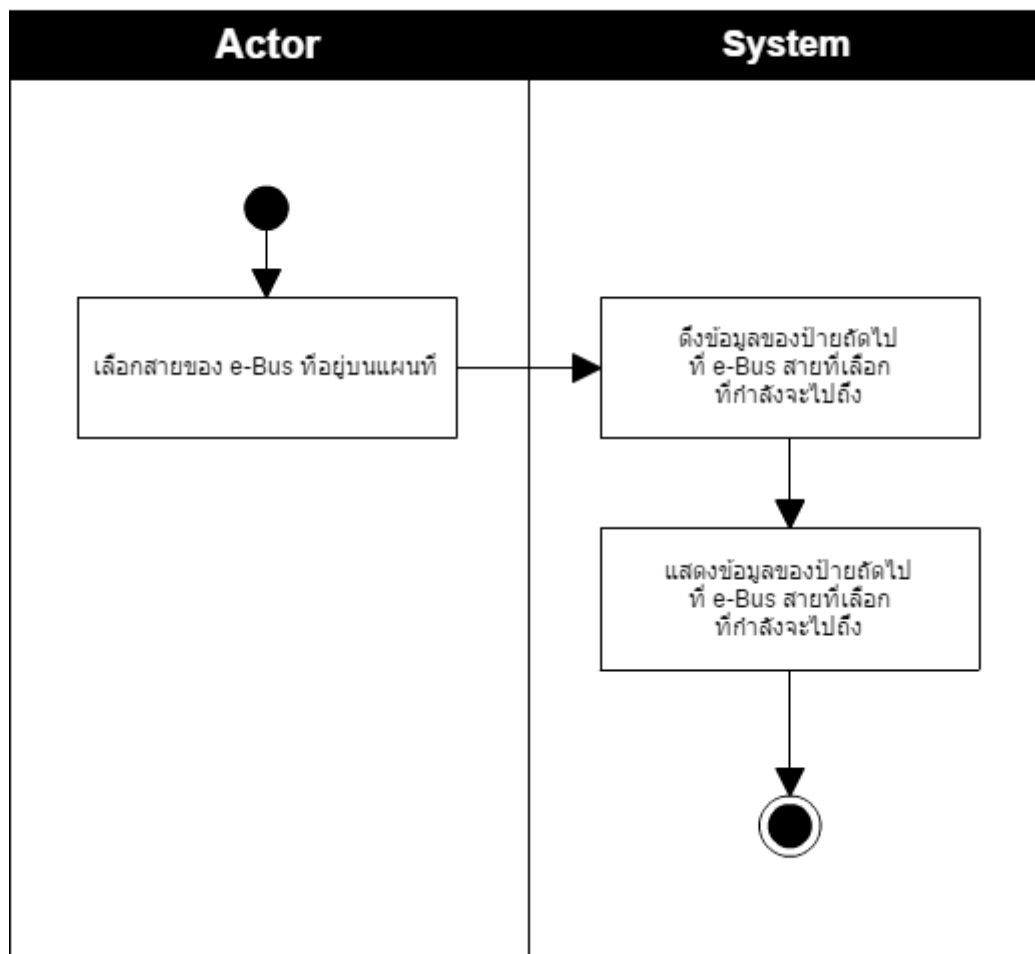 Actor
System
เลือกสายของ e-Bus ที่อยู่บนแผนที่
ดึงข้อมูลของป้ายถัดไป
ที่ e-Bus สายที่เลือก
ที่กำลังจะไปถึง
แสดงข้อมูลของป้ายถัดไป
ที่ e-Bus สายที่เลือก
ที่กำลังจะไปถึง